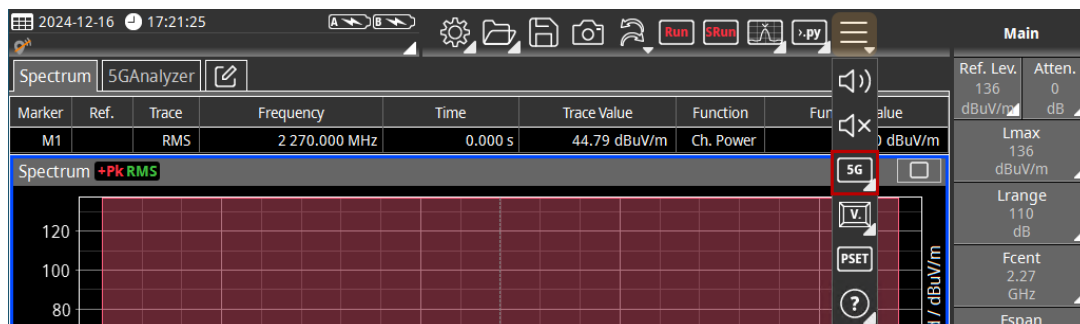 2024-12-16 17:21:25 A B Run SRun >.py Main
Spectrum 5GAnalyzer
Ref. Lev. Atten.
136 0
dBuV/m dB
Marker Ref. Trace Frequency Time Trace Value Function Fun alue
M1 RMS 2 270.000 MHz 0.000 s 44.79 dBuV/m Ch. Power dBuV/m
Lmax
136
dBuV/m
Spectrum +Pk RMS
5G
V.
PSET
?
Lrange
110
dB
Fcent
2.27
GHz
Espan
120
100
80
/ dBuV/m